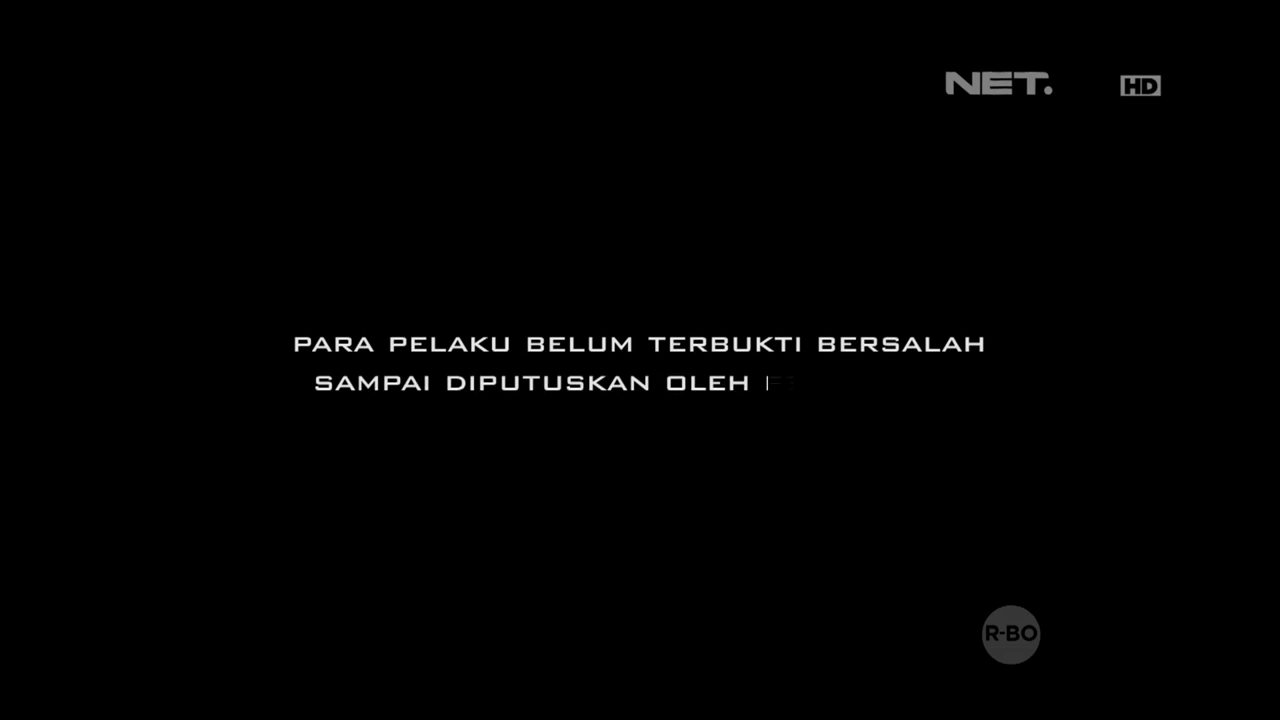 NET.
HD
PARA PELAKU BELUM TERBUKTI BERSALAH
SAMPAI DIPUTUSKAN OLEH
R-BO